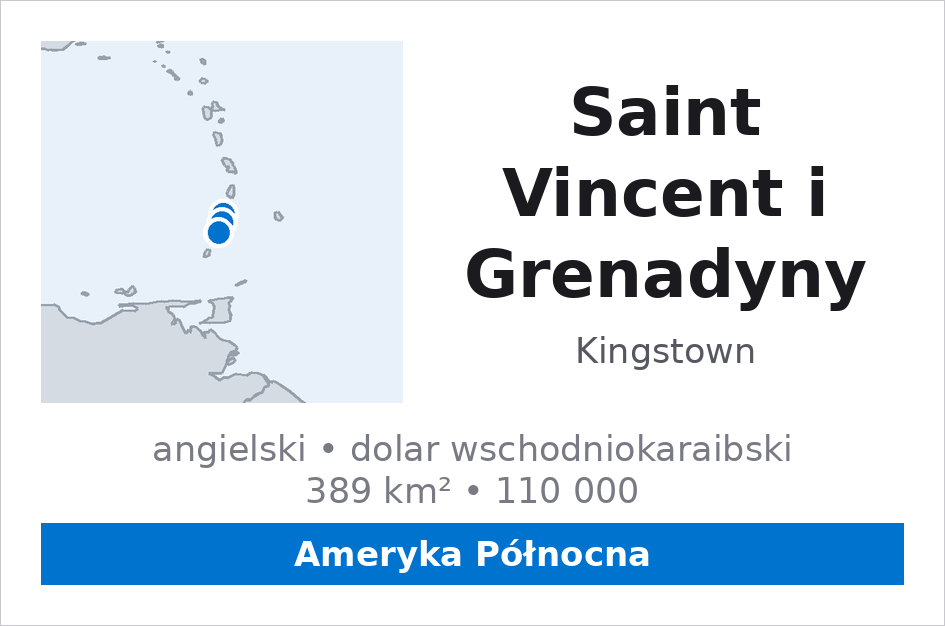 Saint
Vincent i
Grenadyny
Kingstown
angielski • dolar wschodniokaraibski
389 km² • 110 000
Ameryka Północna